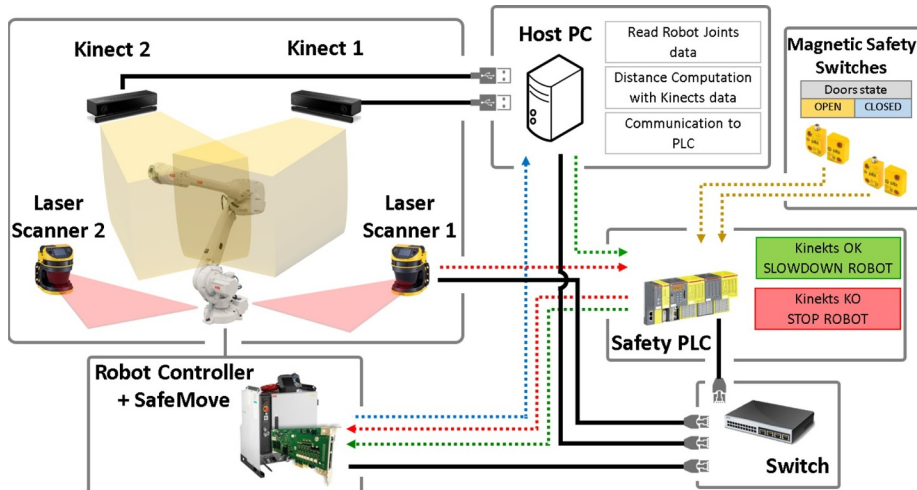 Kinect 2
Kinect 1
Host PC
Read Robot Joints
data
Distance Computation
with Kinects data
Communication to
PLC
Magnetic Safety
Switches
Doors state
OPEN
CLOSED
Laser
Scanner 2
Laser
Scanner 1
Kinekts OK
SLOWDOWN ROBOT
Kinekts KO
STOP ROBOT
Safety PLC
Robot Controller
+ SafeMove
Switch